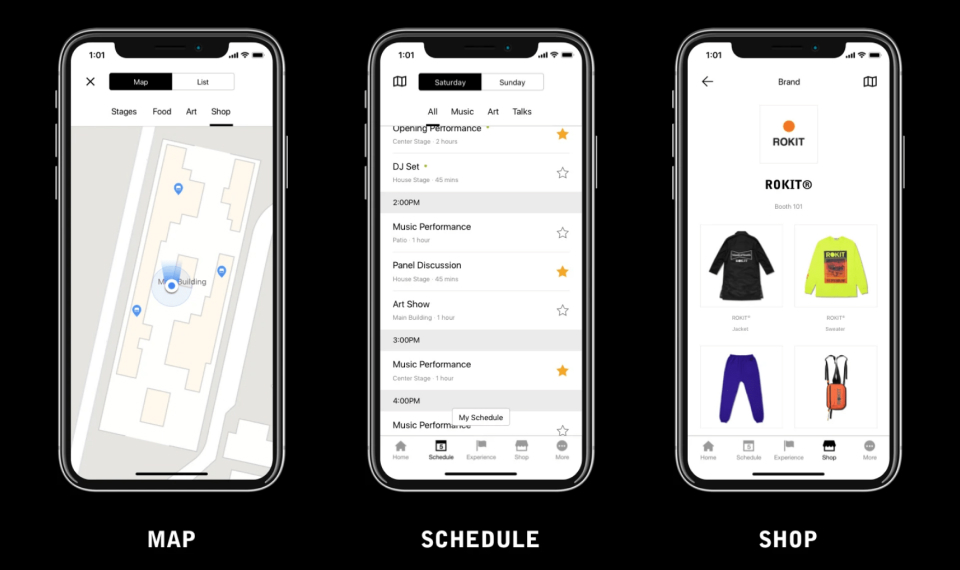 1:01
Map
List
Stages
Food
Art
Shop
Main Building
MAP
1:01
Saturday
Sunday
All
Music
Art
Talks
Opening Performance
Center Stage · 2 hours
DJ Set
House Stage · 45 mins
2:00PM
Music Performance
Patio · 1 hour
Panel Discussion
House Stage · 45 mins
Art Show
Main Building · 1 hour
3:00PM
Music Performance
Center Stage · 1 hour
4:00PM
Music Performance
My Schedule
Home
Schedule
Experience
Shop
More
SCHEDULE
1:01
Brand
ROKIT
ROKIT®
Booth 101
ROKIT
ROKIT®
Jacket
ROKIT®
Sweater
Home
Schedule
Experience
Shop
More
SHOP